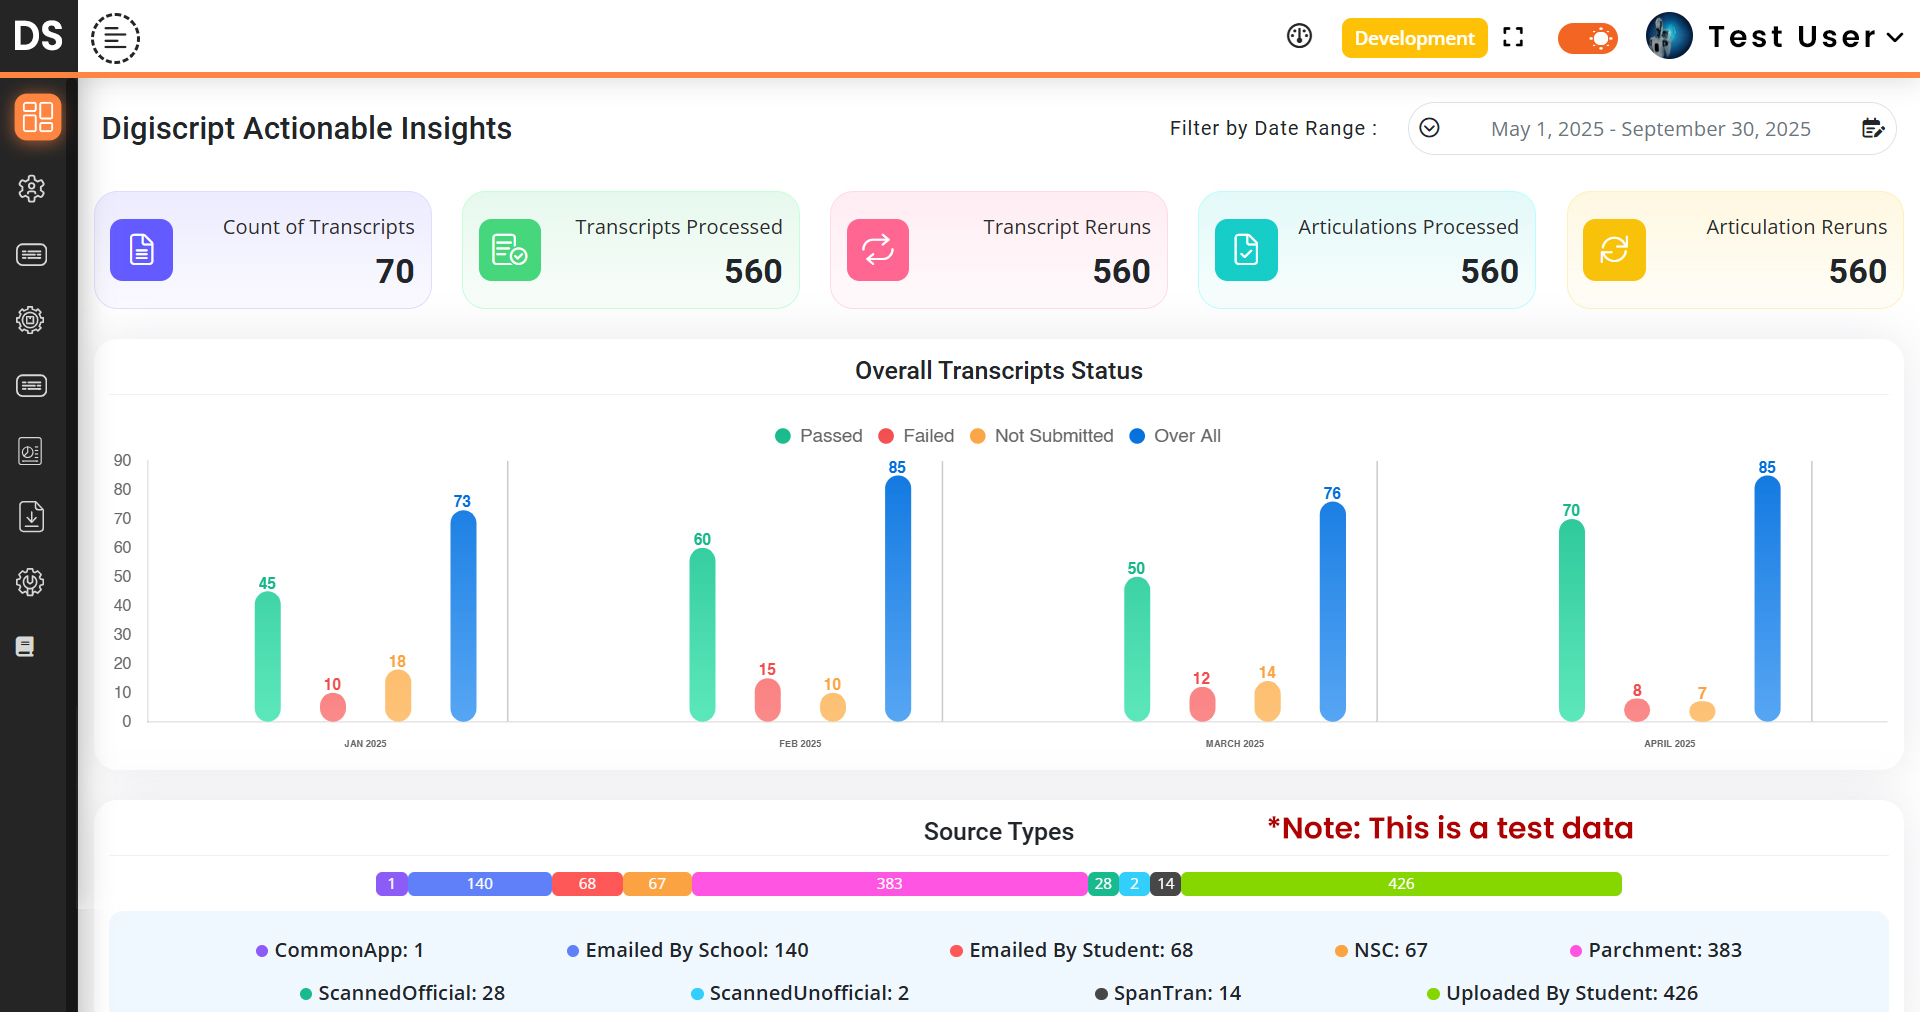 DS
Development
Test User
Digiscript Actionable Insights
Filter by Date Range :
May 1, 2025 - September 30, 2025
Count of Transcripts
70
Transcripts Processed
560
Transcript Reruns
560
Articulations Processed
560
Articulation Reruns
560
Overall Transcripts Status
Passed Failed Not Submitted Over All
90
80
70
60
50
40
30
20
10
0
45 10 18 73
60 15 10 85
50 12 14 76
70 8 7 85
JAN 2025 FEB 2025 MARCH 2025 APRIL 2025
Source Types
*Note: This is a test data
1 140 68 67 383 28 2 14 426
CommonApp: 1 Emailed By School: 140 Emailed By Student: 68 NSC: 67 Parchment: 383
ScannedOfficial: 28 ScannedUnofficial: 2 SpanTran: 14 Uploaded By Student: 426